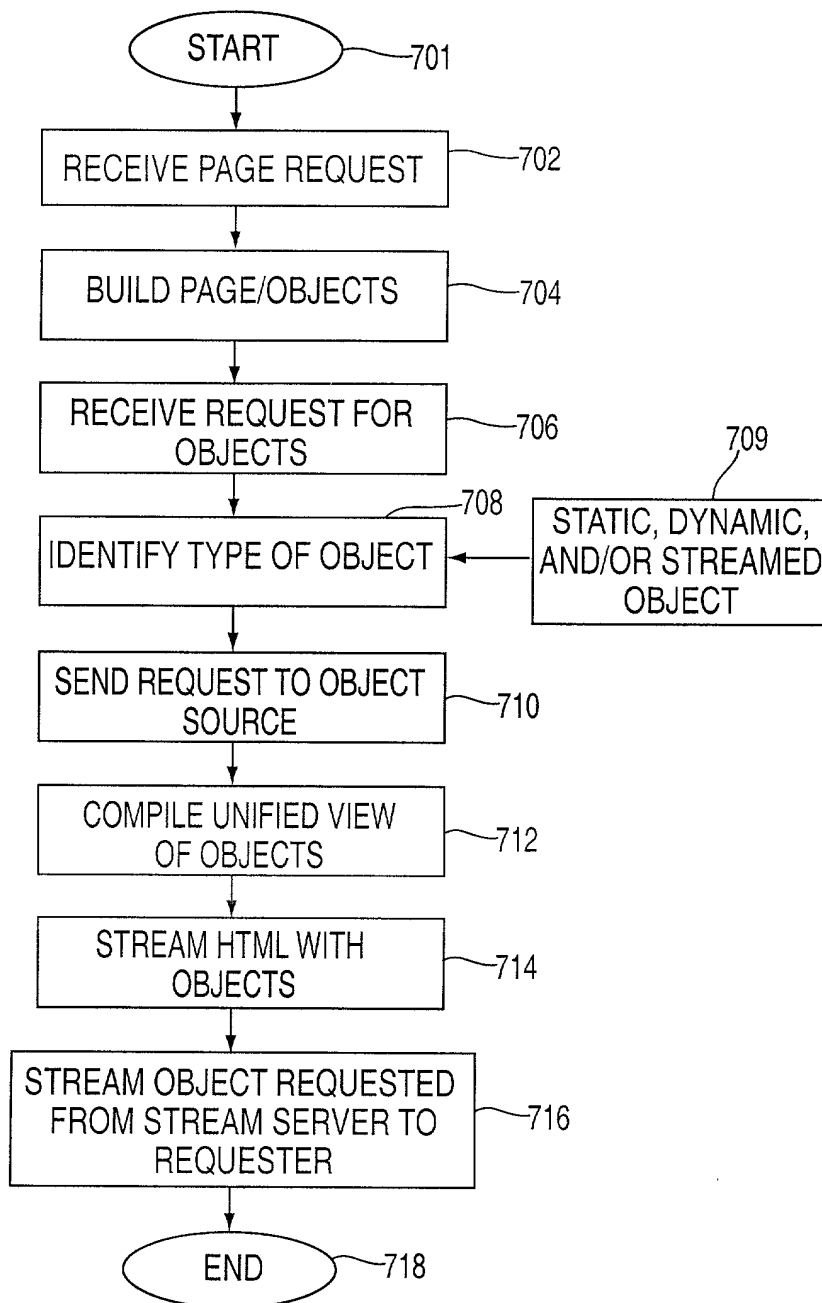 START
701
RECEIVE PAGE REQUEST
702
BUILD PAGE/OBJECTS
704
RECEIVE REQUEST FOR
OBJECTS
706
708
709
IDENTIFY TYPE OF OBJECT
STATIC, DYNAMIC,
AND/OR STREAMED
OBJECT
SEND REQUEST TO OBJECT
SOURCE
710
COMPILE UNIFIED VIEW
OF OBJECTS
712
STREAM HTML WITH
OBJECTS
714
STREAM OBJECT REQUESTED
FROM STREAM SERVER TO
REQUESTER
716
END
718